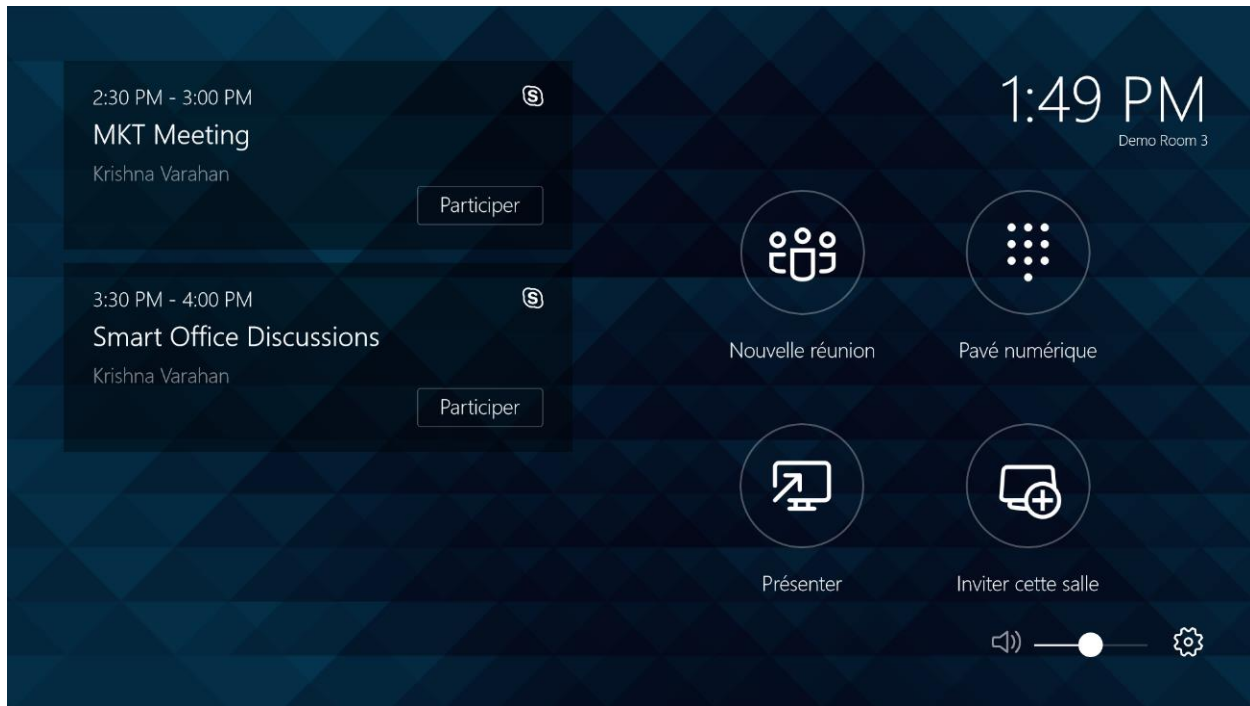 2:30 PM - 3:00 PM
MKT Meeting
Krishna Varahan
Participer
3:30 PM - 4:00 PM
Smart Office Discussions
Krishna Varahan
Participer
1:49 PM
Demo Room 3
Nouvelle réunion
Pavé numérique
Présenter
Inviter cette salle